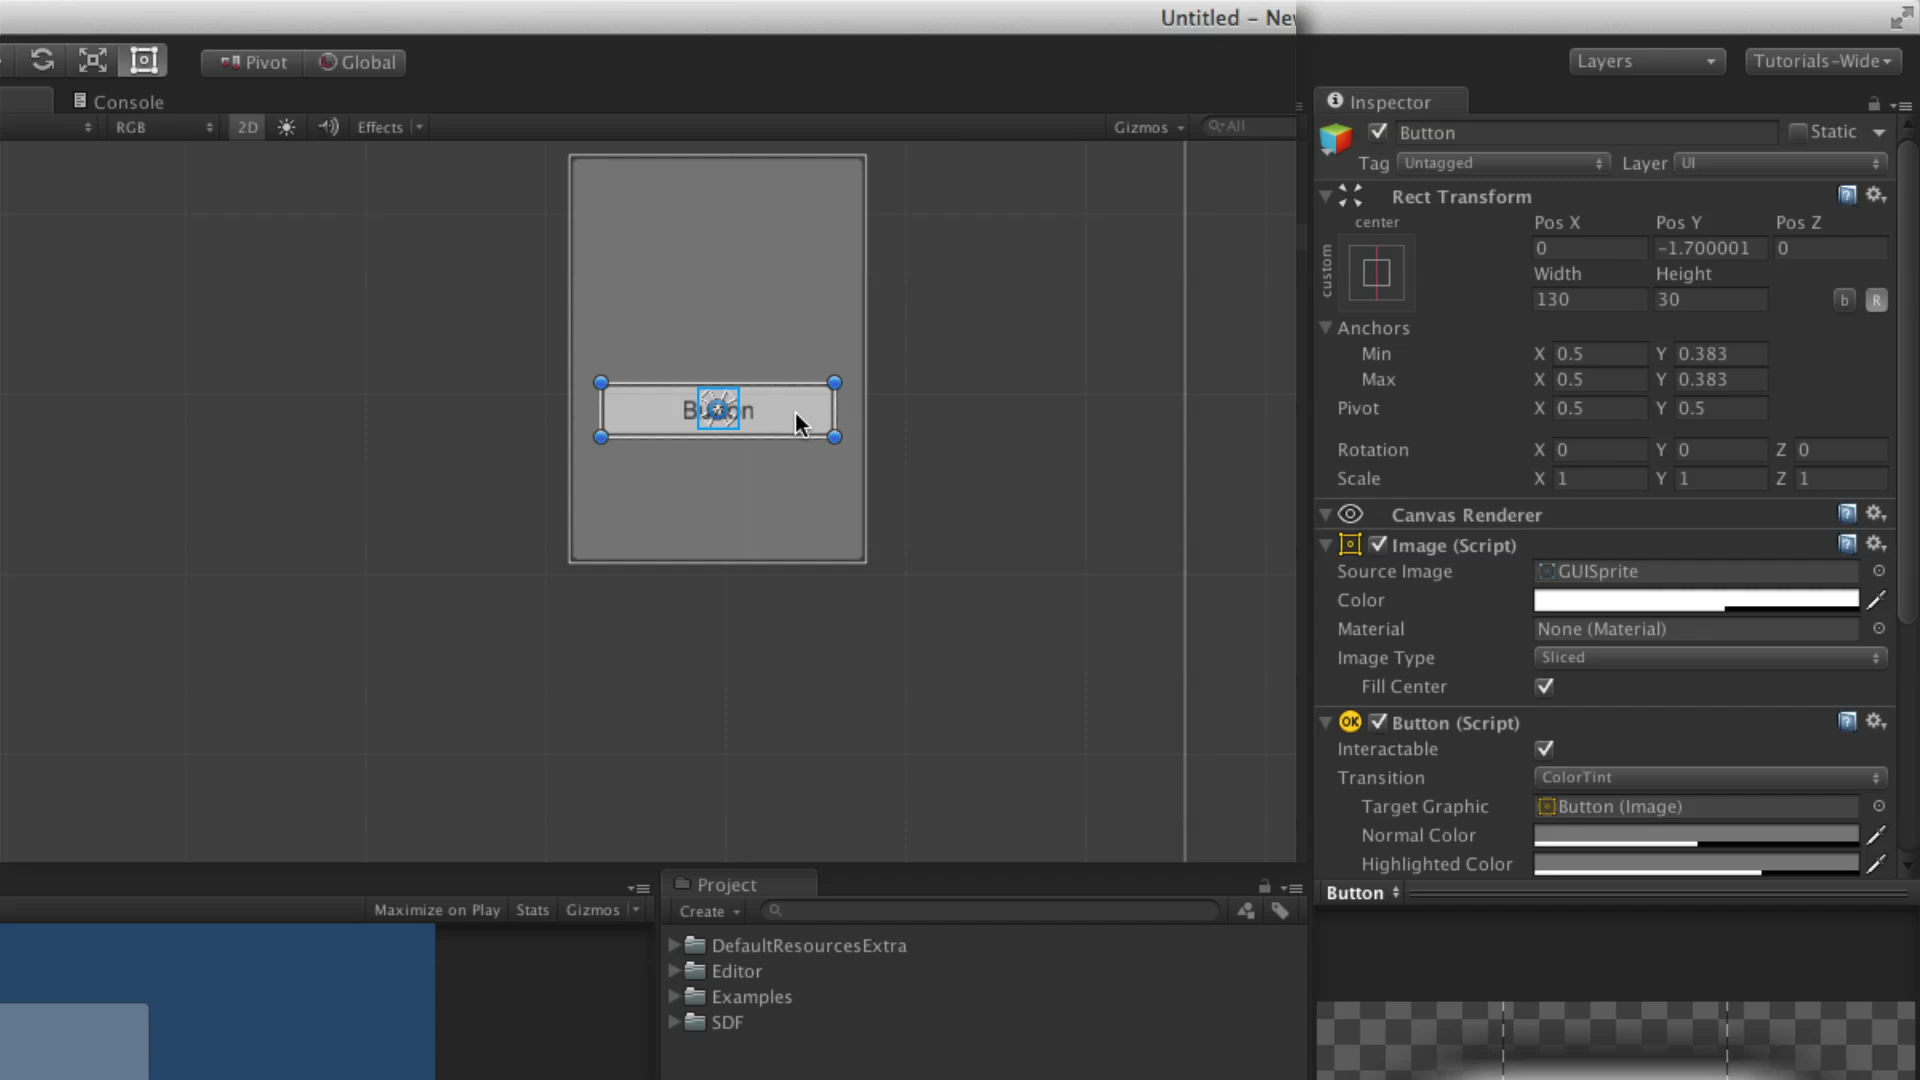 Untitled – Nev
Pivot Global Layers Tutorials-Wide
Console Inspector
RGB 2D Effects Gizmos All
Button Static
Tag Untagged Layer UI
Rect Transform
center Pos X Pos Y Pos Z
custom 0 -1.700001 0
Width Height
130 30 b R
Anchors
Min X 0.5 Y 0.383
Max X 0.5 Y 0.383
Pivot X 0.5 Y 0.5
Button
Rotation X 0 Y 0 Z 0
Scale X 1 Y 1 Z 1
Canvas Renderer
Image (Script)
Source Image GUISprite
Color
Material None (Material)
Image Type Sliced
Fill Center
OK Button (Script)
Interactable
Transition ColorTint
Target Graphic Button (Image)
Normal Color
Highlighted Color
Button
Project
Maximize on Play Stats Gizmos Create
DefaultResourcesExtra
Editor
Examples
SDF